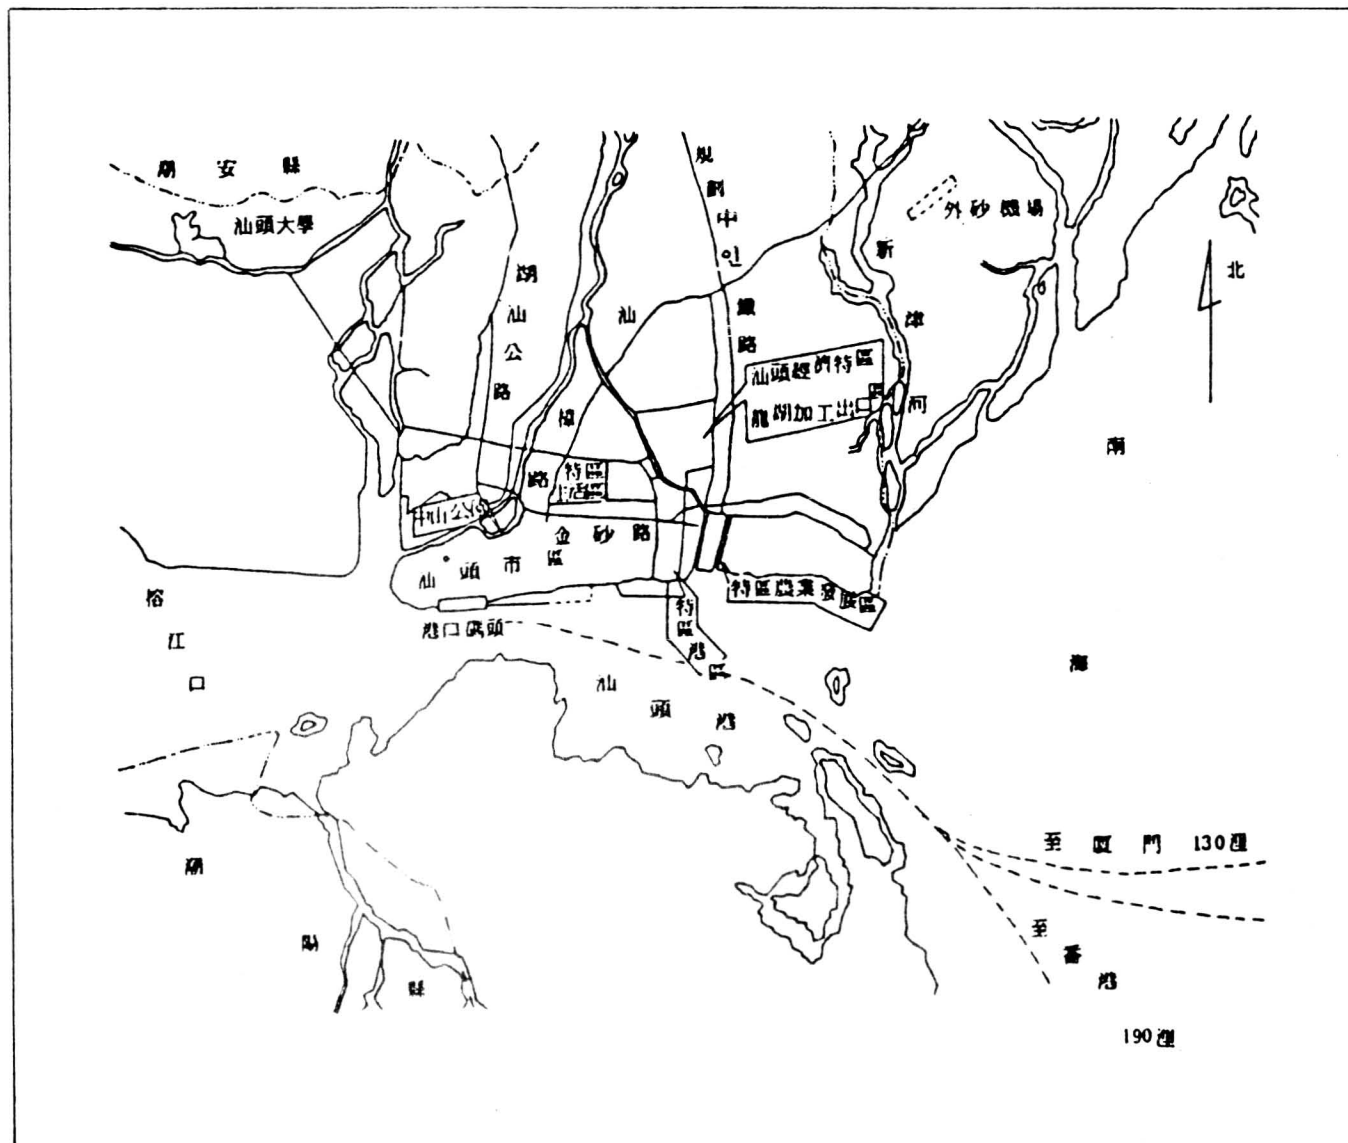 潮安縣
汕頭大學
潮汕公路
汕樟路
規劃中
鐵路
新津河
外砂機場
北
汕頭經濟特區
龍湖加工出口區
特區
生活區
中山公園
金砂路
汕頭市區
港口碼頭
特區農業發展區
特區港區
汕頭港
榕江口
南海
潮陽縣
至廈門 130浬
至香港
190浬